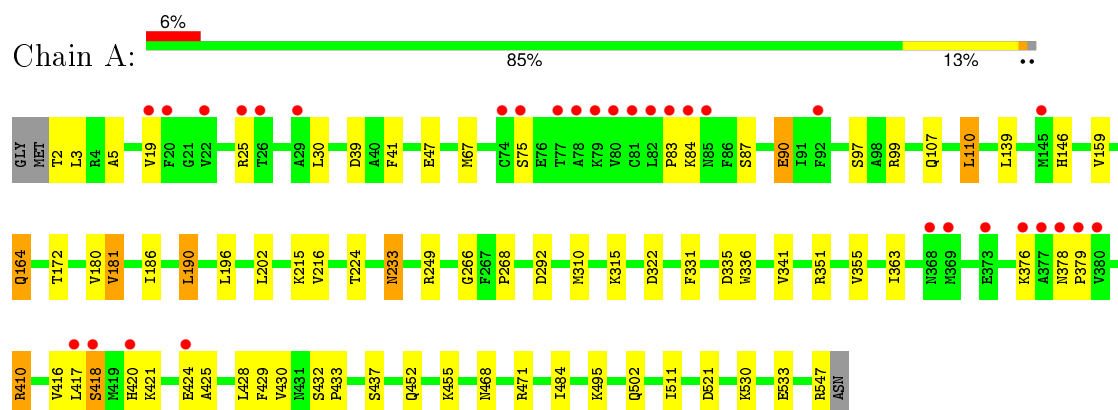 6%
Chain A:
85% 13% ••
GLY MET T2 L3 R4 A5 V19 F20 G21 V22 R25 T26 A29 L30 D39 A40 F41 E47 M67 C74 S75 E76 T77 A78 K79 V80 C81 L82 P83 K84 N85 F86 S87 E90 I91 F92 S97 A98 R99 Q107 L110 L139 M145 H146 V159
Q164 T172 V180 V181 I186 L190 L196 L202 K215 V216 T224 N233 R249 G266 F267 P268 D292 M310 K315 D322 F331 D335 W336 V341 R351 V355 I363 N368 M369 E373 K376 A377 N378 P379 V380
R410 V416 L417 S418 M419 H420 K421 E424 A425 L428 F429 V430 N431 S432 P433 S437 Q452 K455 N468 R471 I484 K495 Q502 I511 D521 K530 E533 R547 ASN